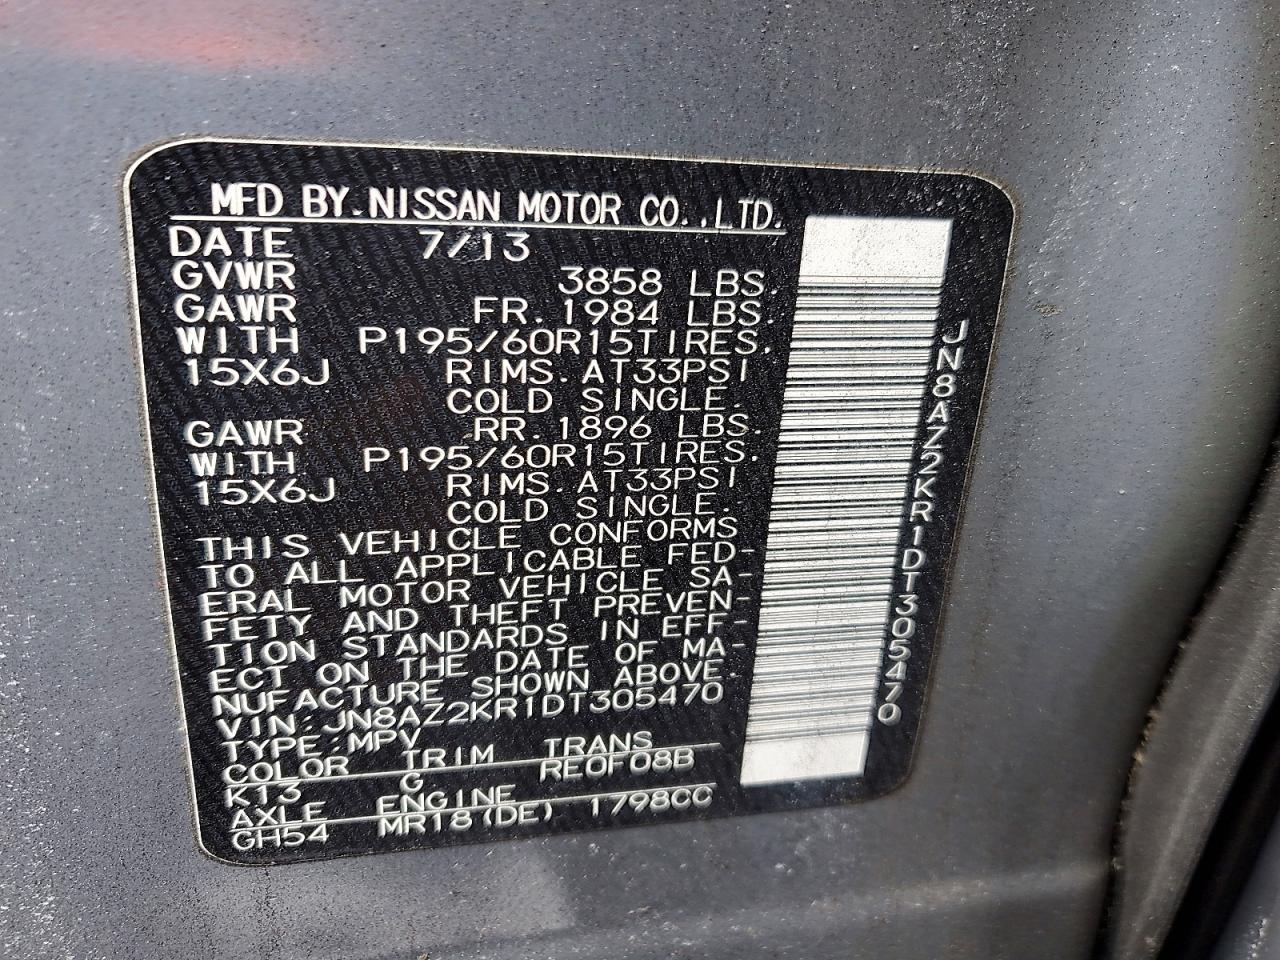 MFD BY.NISSAN MOTOR CO.,LTD.
DATE 7/13
GVWR 3858 LBS.
GAWR FR. 1984 LBS.
WITH P195/60R15TIRES.
15X6J RIMS. AT33PSI
COLD SINGLE.
GAWR RR. 1896 LBS.
WITH P195/60R15TIRES.
15X6J RIMS. AT33PSI
COLD SINGLE.
THIS VEHICLE CONFORMS
TO ALL APPLICABLE FED-
ERAL MOTOR VEHICLE SA-
FETY AND THEFT PREVEN-
TION STANDARDS IN EFF-
ECT ON THE DATE OF MA-
NUFACTURE SHOWN ABOVE.
VIN:JN8AZ2KR1DT305470
TYPE:MPV
COLOR TRIM TRANS
K13 G RE0F08B
AXLE ENGINE
GH54 MR18(DE) 1798CC
JN8AZ2KR1DT305470